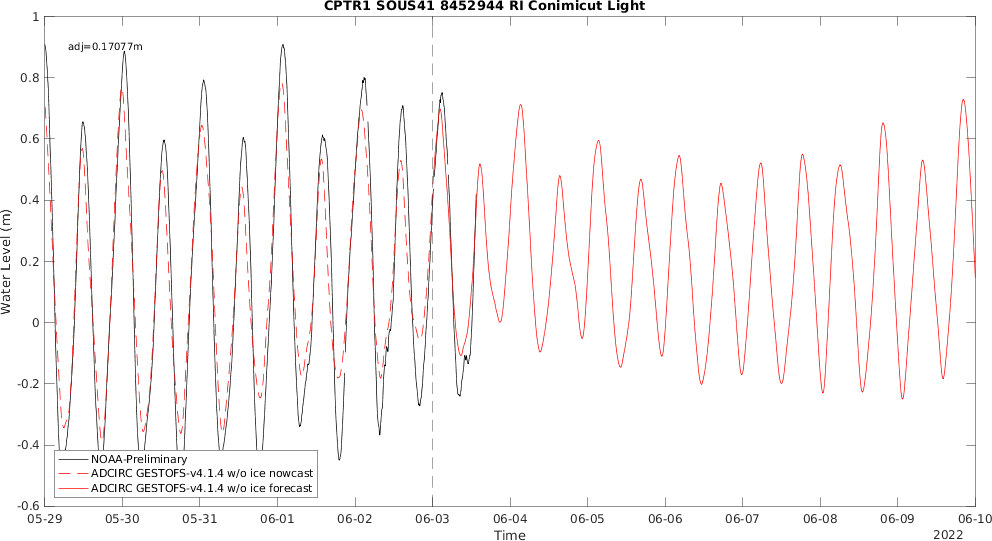 CPTR1 SOUS41 8452944 RI Conimicut Light
adj=0.17077m
1
0.8
0.6
0.4
0.2
0
-0.2
-0.4
-0.6
Water Level (m)
NOAA-Preliminary
ADCIRC GESTOFS-v4.1.4 w/o ice nowcast
ADCIRC GESTOFS-v4.1.4 w/o ice forecast
05-29 05-30 05-31 06-01 06-02 06-03 06-04 06-05 06-06 06-07 06-08 06-09 06-10
Time
2022